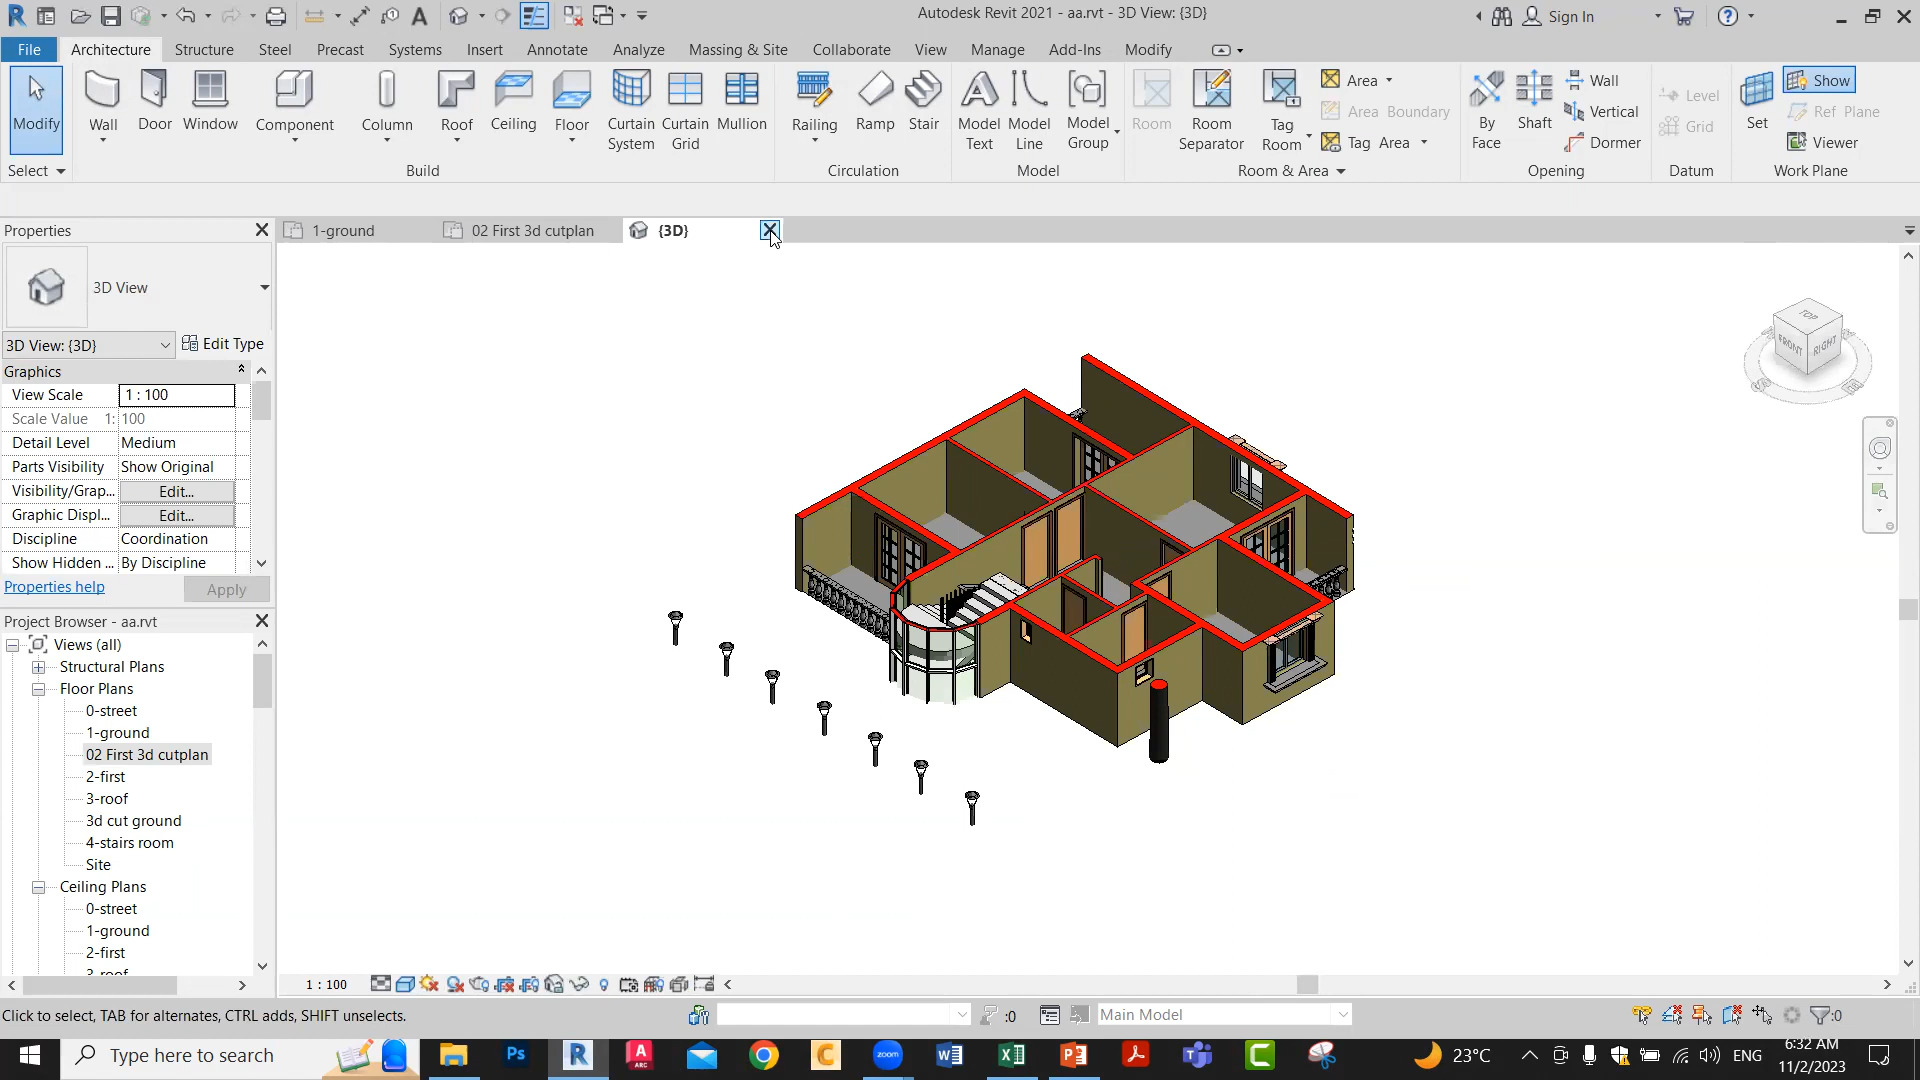 Autodesk Revit 2021 - aa.rvt - 3D View: {3D}
Sign In
File Architecture Structure Steel Precast Systems Insert Annotate Analyze Massing & Site Collaborate View Manage Add-Ins Modify
Modify
Wall
Door
Window
Component
Column
Roof
Ceiling
Floor
Curtain System
Curtain Grid
Mullion
Railing
Ramp
Stair
Model Text
Model Line
Model Group
Room
Room Separator
Tag Room
Area
Area Boundary
Tag Area
By Face
Shaft
Wall
Vertical
Dormer
Level
Grid
Set
Show
Ref Plane
Viewer
Select Build Circulation Model Room & Area Opening Datum Work Plane
Properties
1-ground 02 First 3d cutplan {3D}
3D View
3D View: {3D} Edit Type
Graphics
View Scale 1 : 100
Scale Value 1: 100
Detail Level Medium
Parts Visibility Show Original
Visibility/Grap... Edit...
Graphic Displ... Edit...
Discipline Coordination
Show Hidden ... By Discipline
Properties help Apply
TOP
FRONT RIGHT
Project Browser - aa.rvt
Views (all)
Structural Plans
Floor Plans
0-street
1-ground
02 First 3d cutplan
2-first
3-roof
3d cut ground
4-stairs room
Site
Ceiling Plans
0-street
1-ground
2-first
3-roof
1 : 100
Click to select, TAB for alternates, CTRL adds, SHIFT unselects.
:0
Main Model
:0
Type here to search
Ps
R
A
ARC
C
zoom
23°C
ENG
6:32 AM
11/2/2023